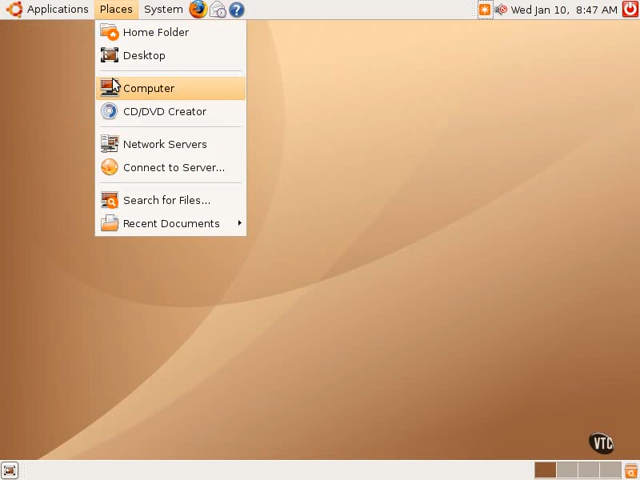 Applications Places System Wed Jan 10, 8:47 AM
Home Folder
Desktop
Computer
CD/DVD Creator
Network Servers
Connect to Server...
Search for Files...
Recent Documents
VTC